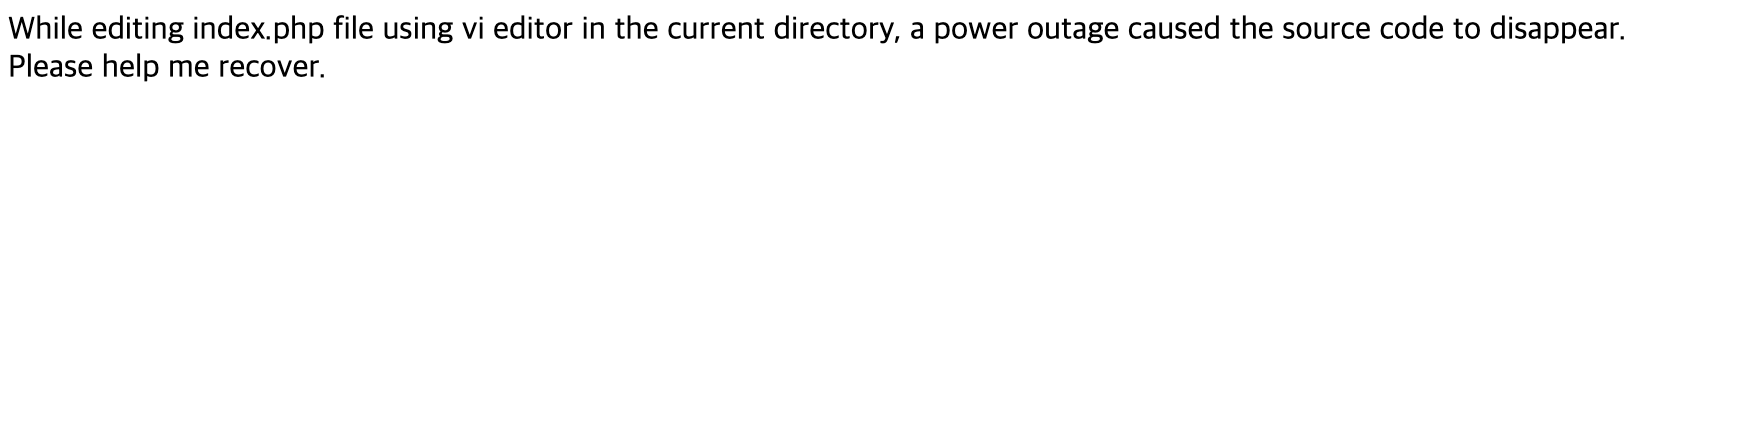 While editing index.php file using vi editor in the current directory, a power outage caused the source code to disappear.
Please help me recover.